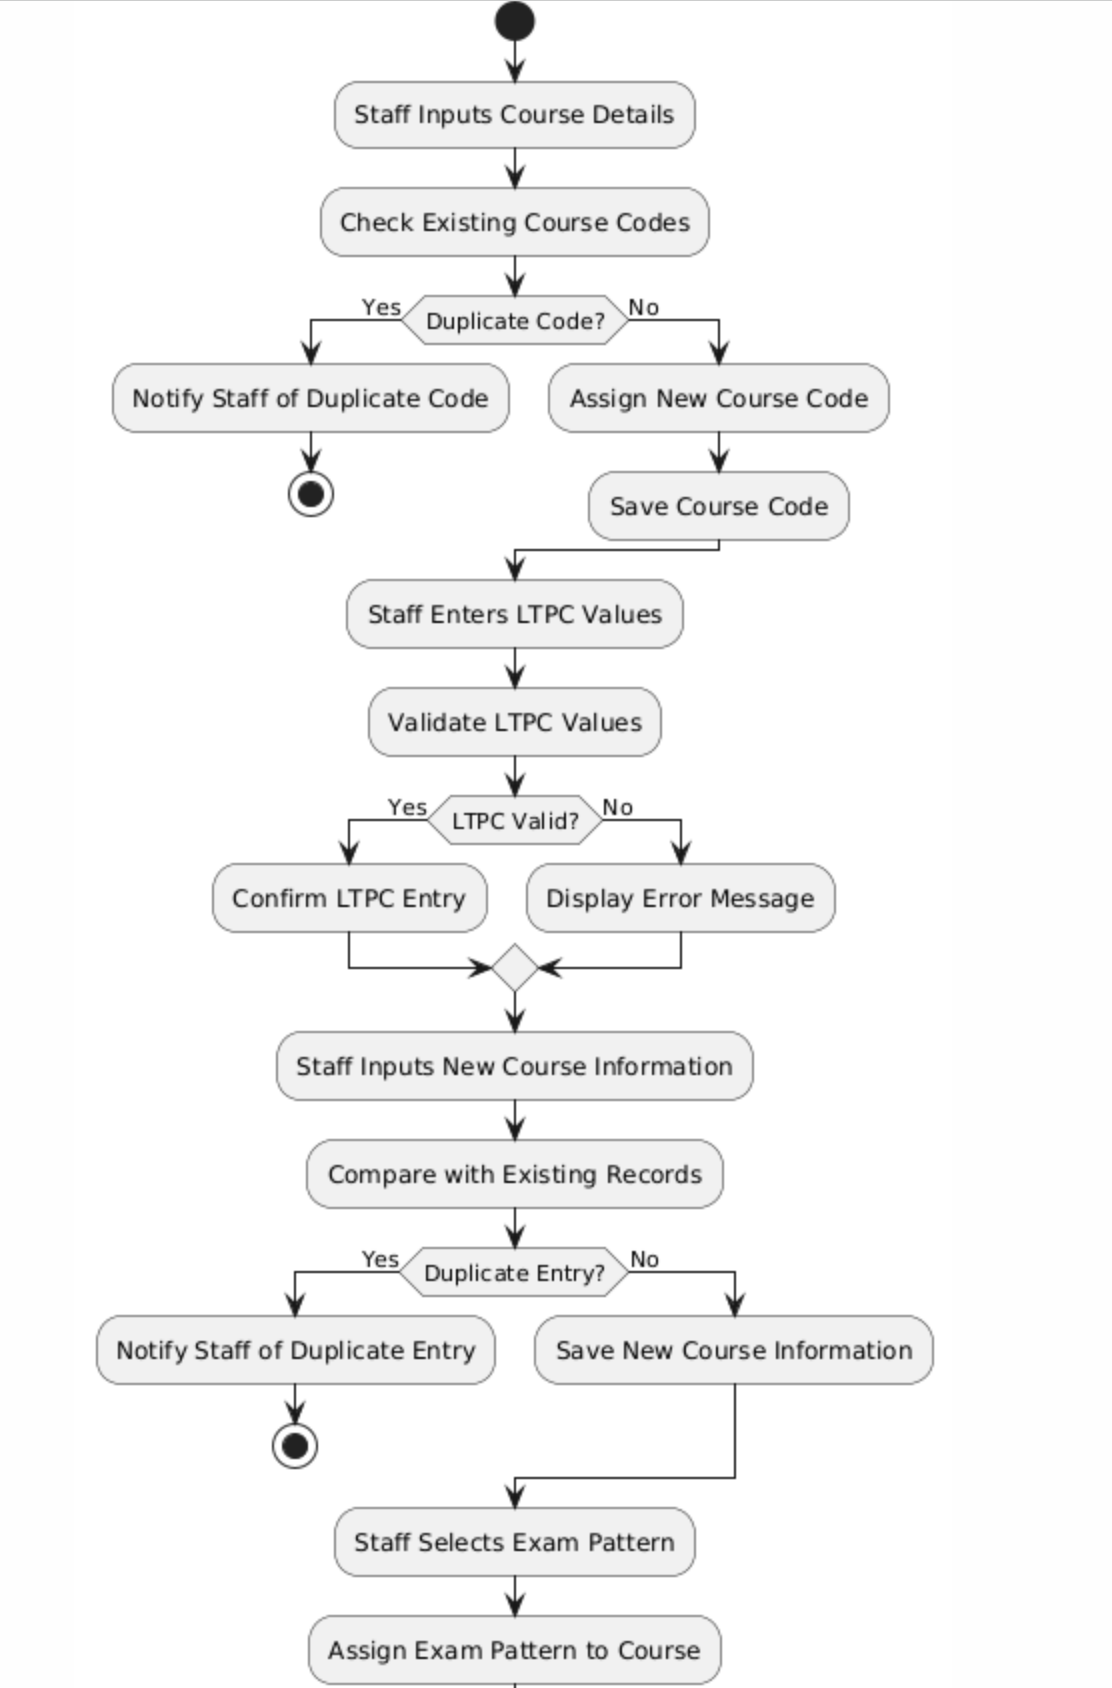 Staff Inputs Course Details
Check Existing Course Codes
Yes
Duplicate Code?
No
Notify Staff of Duplicate Code
Assign New Course Code
Save Course Code
Staff Enters LTPC Values
Validate LTPC Values
Yes
LTPC Valid?
No
Confirm LTPC Entry
Display Error Message
Staff Inputs New Course Information
Compare with Existing Records
Yes
Duplicate Entry?
No
Notify Staff of Duplicate Entry
Save New Course Information
Staff Selects Exam Pattern
Assign Exam Pattern to Course